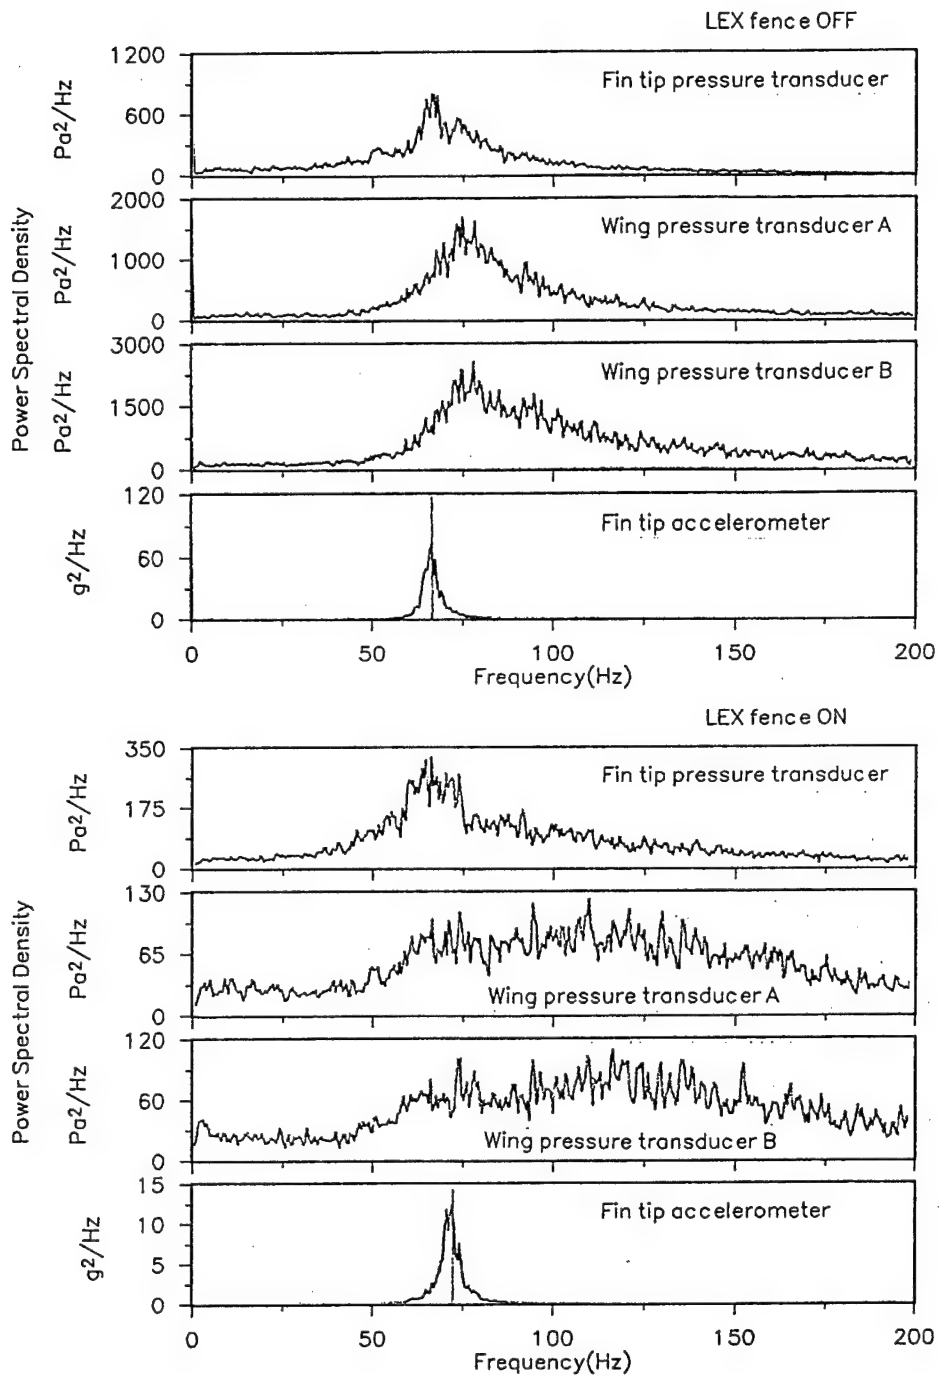 LEX fence OFF
Power Spectral Density
Pa²/Hz
1200
600
0
Fin tip pressure transducer
Pa²/Hz
2000
1000
0
Wing pressure transducer A
Pa²/Hz
3000
1500
0
Wing pressure transducer B
g²/Hz
120
60
0
Fin tip accelerometer
0 50 100 150 200
Frequency(Hz)
LEX fence ON
Power Spectral Density
Pa²/Hz
350
175
0
Fin tip pressure transducer
Pa²/Hz
130
65
0
Wing pressure transducer A
Pa²/Hz
120
60
0
Wing pressure transducer B
g²/Hz
15
10
5
0
Fin tip accelerometer
0 50 100 150 200
Frequency(Hz)